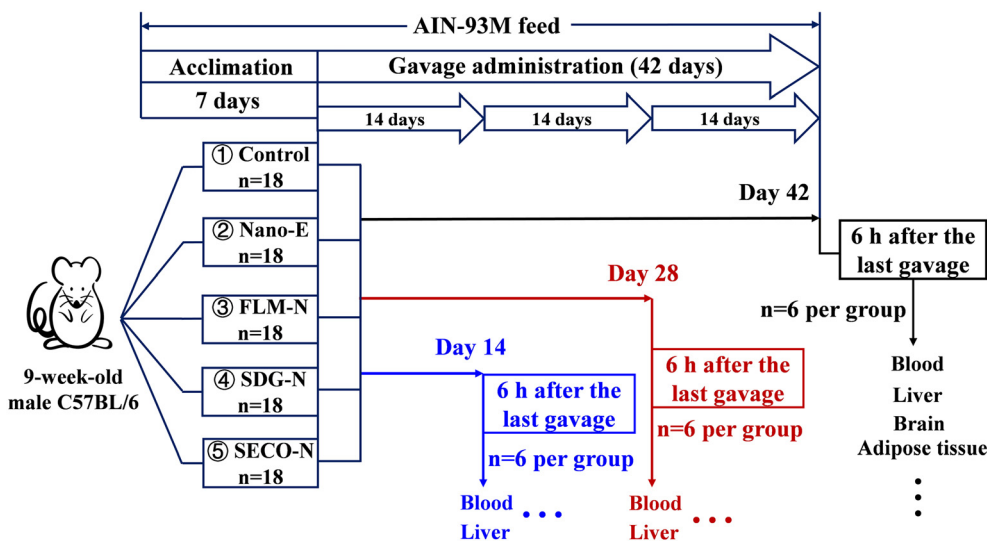 AIN-93M feed
Acclimation
Gavage administration (42 days)
7 days
14 days
14 days
14 days
① Control
n=18
② Nano-E
n=18
③ FLM-N
n=18
④ SDG-N
n=18
⑤ SECO-N
n=18
9-week-old
male C57BL/6
Day 42
6 h after the
last gavage
n=6 per group
Blood
Liver
Brain
Adipose tissue
Day 28
6 h after the
last gavage
n=6 per group
Blood
Liver
Day 14
6 h after the
last gavage
n=6 per group
Blood
Liver